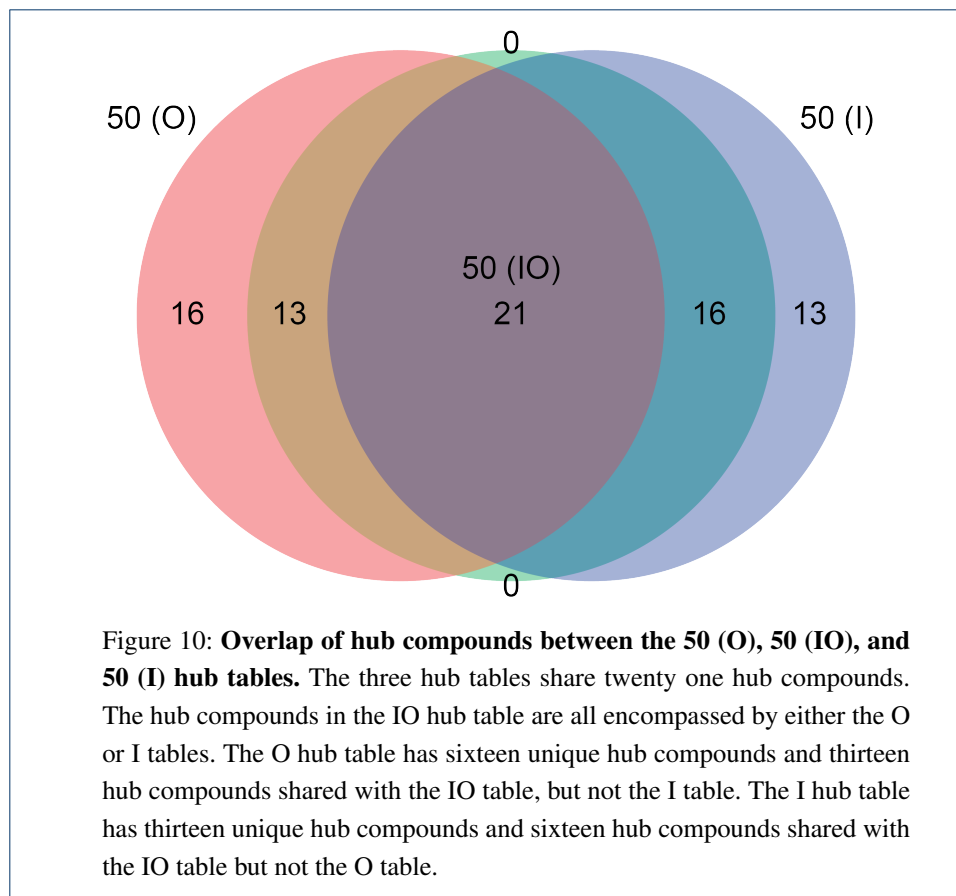 0
50 (O)
50 (I)
50 (IO)
16
13
21
16
13
0
Figure 10: Overlap of hub compounds between the 50 (O), 50 (IO), and
50 (I) hub tables. The three hub tables share twenty one hub compounds.
The hub compounds in the IO hub table are all encompassed by either the O
or I tables. The O hub table has sixteen unique hub compounds and thirteen
hub compounds shared with the IO table, but not the I table. The I hub table
has thirteen unique hub compounds and sixteen hub compounds shared with
the IO table but not the O table.